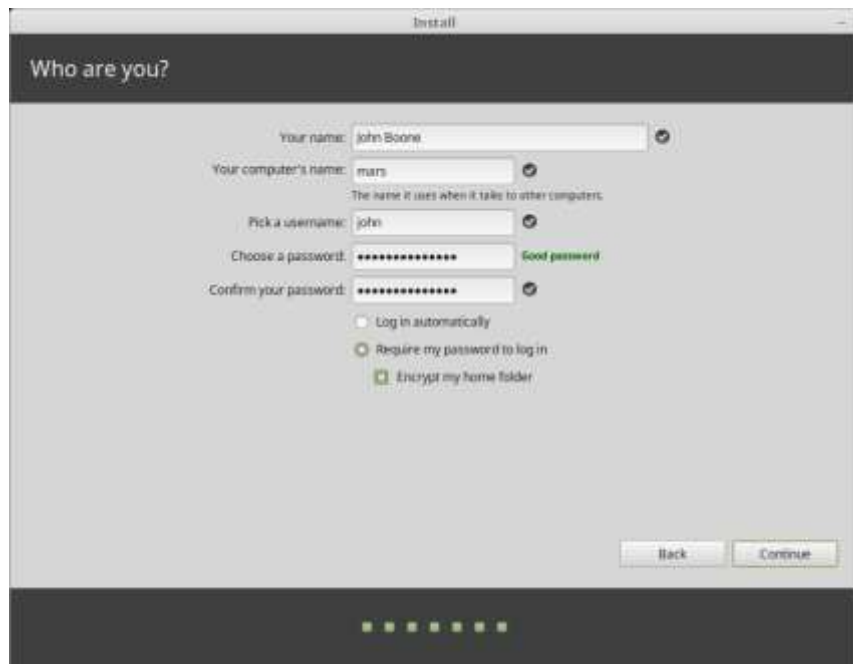 Install
Who are you?
Your name: John Boone
Your computer's name: mars
The name it uses when it talks to other computers.
Pick a username: john
Choose a password: ●●●●●●●●●●●●●● Good password
Confirm your password: ●●●●●●●●●●●●●●
Log in automatically
Require my password to log in
Encrypt my home folder
Back Continue